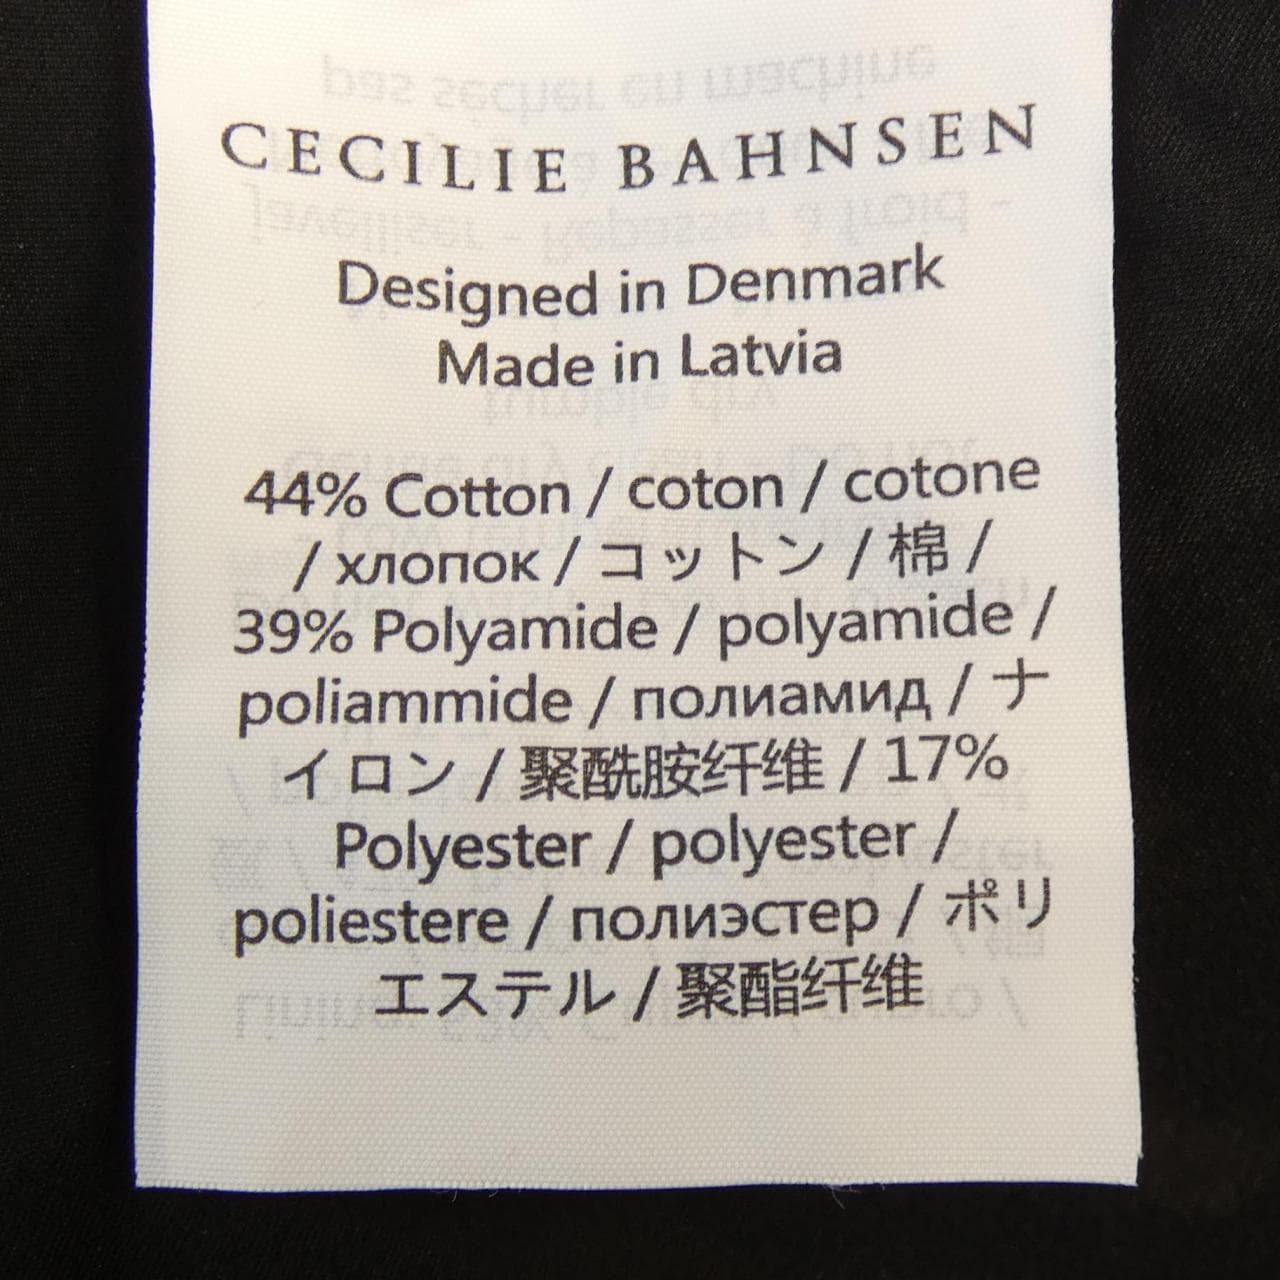 CECILIE BAHNSEN
Designed in Denmark
Made in Latvia
44% Cotton / coton / cotone
/ хлопок / コットン / 棉 /
39% Polyamide / polyamide /
poliammide / полиамид / ナ
イロン / 聚酰胺纤维 / 17%
Polyester / polyester /
poliestere / полиэстер / ポリ
エステル / 聚酯纤维